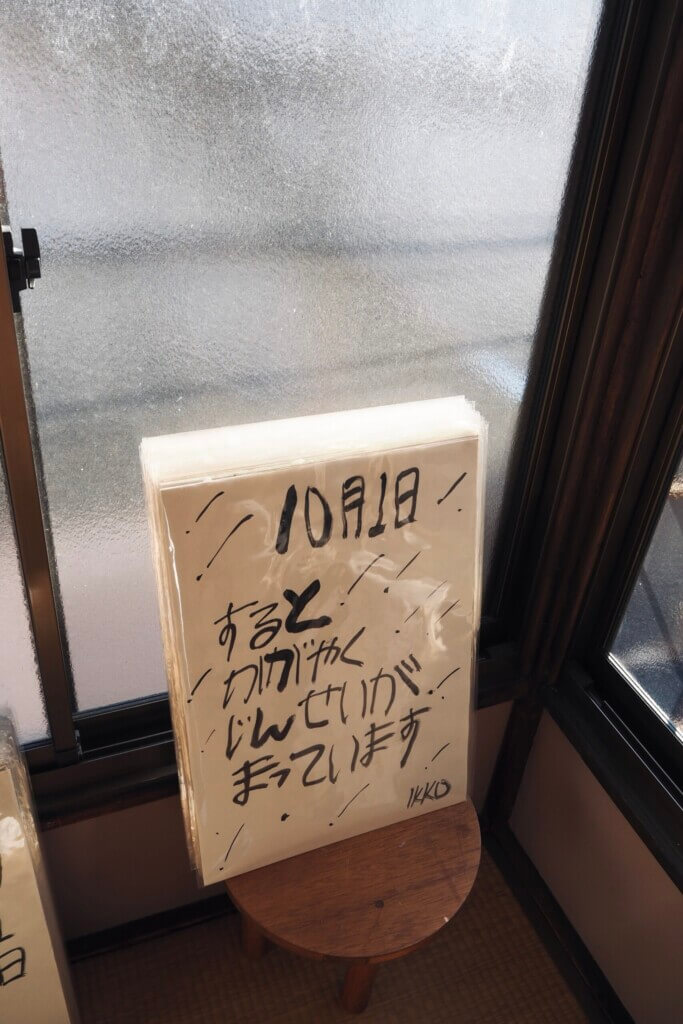 10月1日
すると
かがやく
じんせいが
まっています
IKKO
日